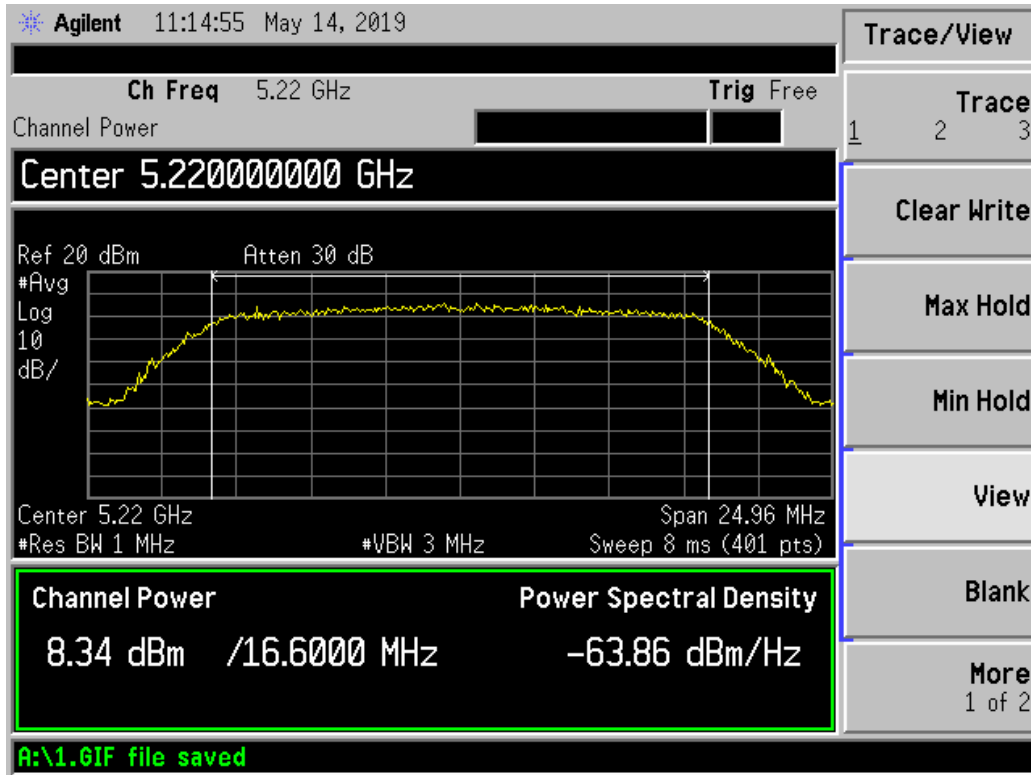 Agilent 11:14:55 May 14, 2019
Trace/View
Ch Freq 5.22 GHz Trig Free
Channel Power
Trace
1 2 3
Center 5.220000000 GHz
Clear Write
Ref 20 dBm Atten 30 dB
#Avg
Log
10
dB/
Max Hold
Min Hold
View
Center 5.22 GHz Span 24.96 MHz
#Res BW 1 MHz #VBW 3 MHz Sweep 8 ms (401 pts)
Channel Power Power Spectral Density
8.34 dBm /16.6000 MHz -63.86 dBm/Hz
Blank
More
1 of 2
A:\1.GIF file saved